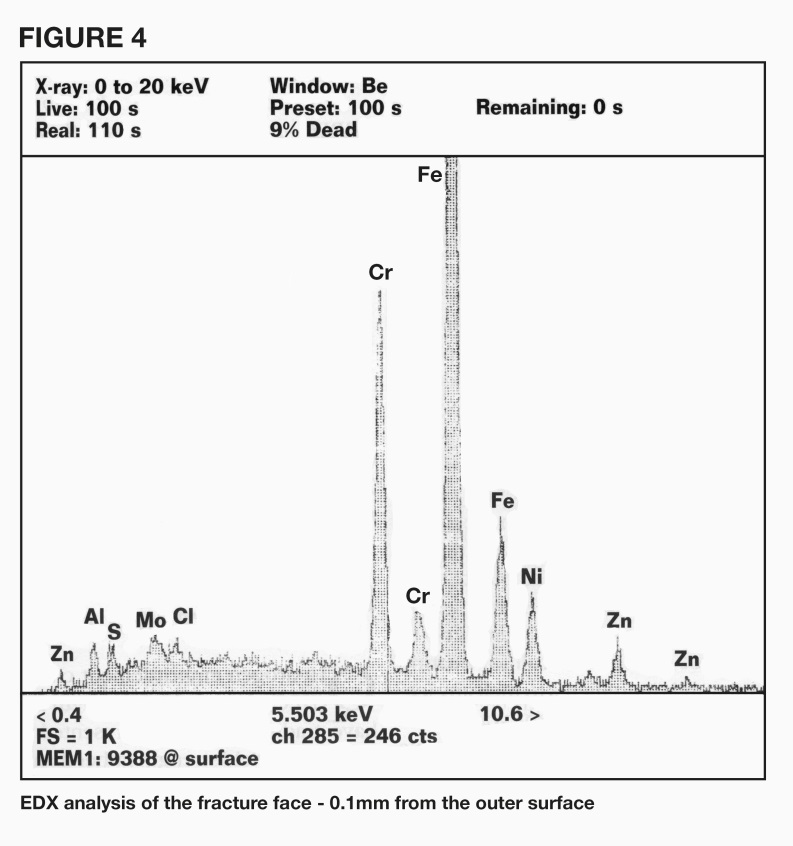 FIGURE 4
X-ray: 0 to 20 keV Window: Be
Live: 100 s Preset: 100 s Remaining: 0 s
Real: 110 s 9% Dead
Fe
Cr
Fe
Ni
Cr
Al S Mo Cl
Zn
Zn
Zn
< 0.4 5.503 keV 10.6 >
FS = 1 K ch 285 = 246 cts
MEM1: 9388 @ surface
EDX analysis of the fracture face - 0.1mm from the outer surface